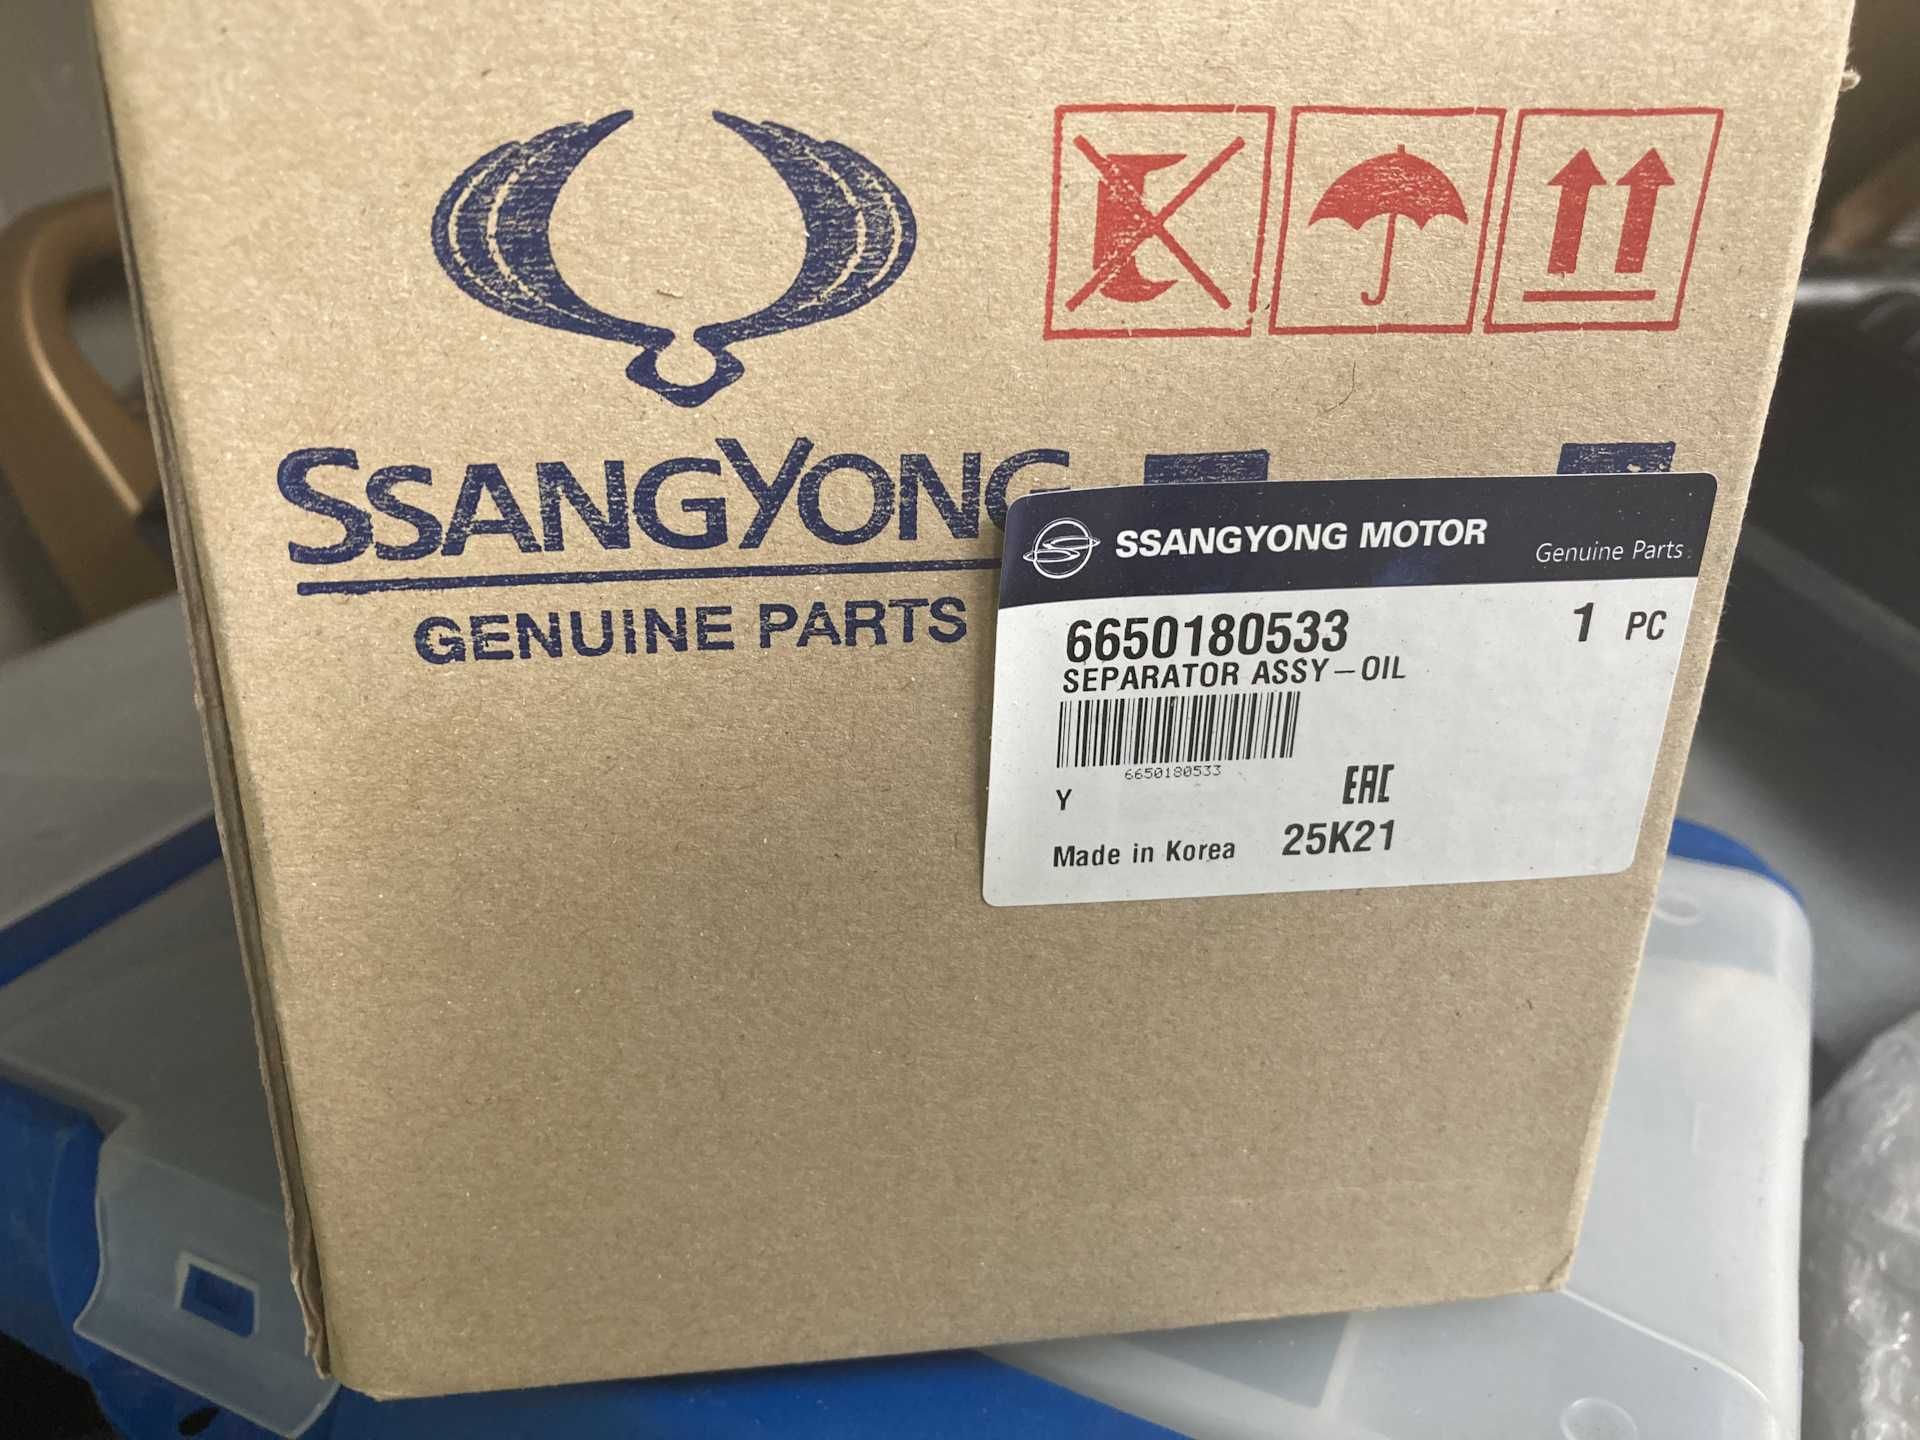 SSANGYONG
GENUINE PARTS
SSANGYONG MOTOR Genuine Parts
6650180533 1 PC
SEPARATOR ASSY-OIL
6650180533
Y EAC
Made in Korea 25K21